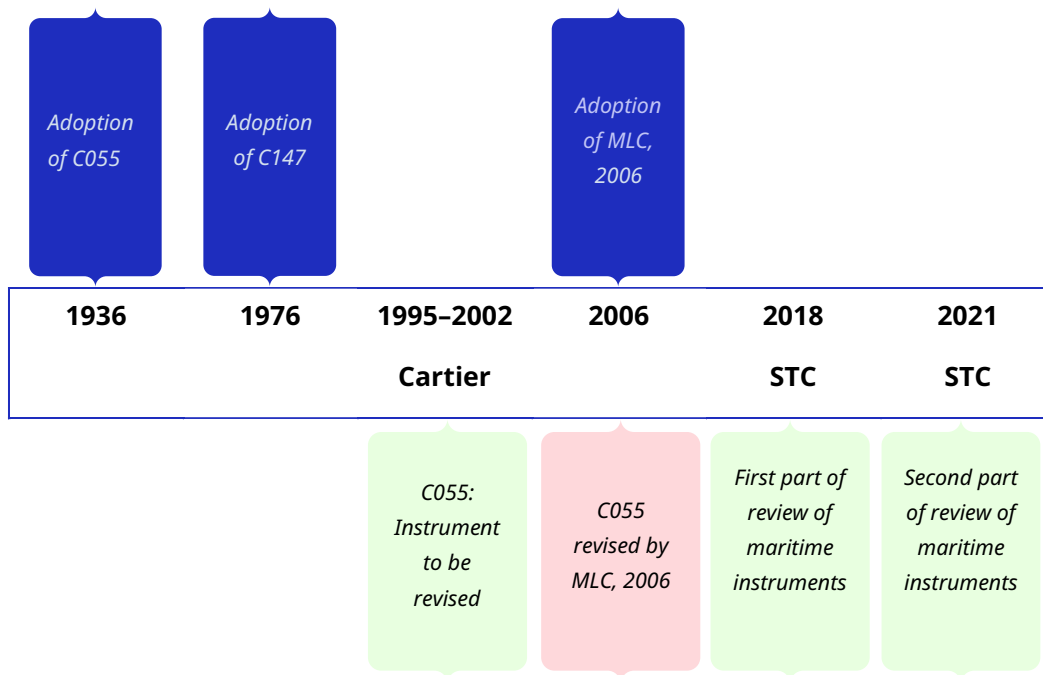 Adoption
of C055
Adoption
of C147
Adoption
of MLC,
2006
1936
1976
1995–2002
2006
2018
2021
Cartier
STC
STC
C055:
Instrument
to be
revised
C055
revised by
MLC, 2006
First part of
review of
maritime
instruments
Second part
of review of
maritime
instruments